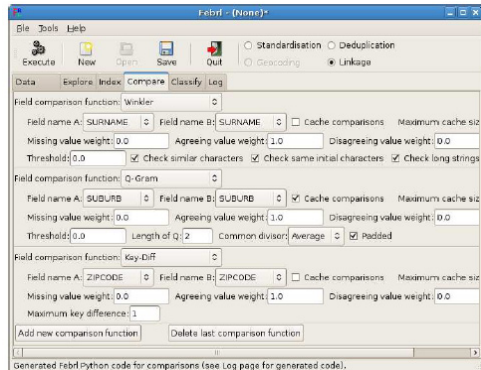 Febrl - (None)*
File Tools Help
Execute New Open Save Quit Standardisation Deduplication
Geocoding Linkage
Data Explore Index Compare Classify Log
Field comparison function: Winkler
Field name A: SURNAME Field name B: SURNAME Cache comparisons Maximum cache siz
Missing value weight: 0.0 Agreeing value weight: 1.0 Disagreeing value weight: 0.0
Threshold: 0.0 Check similar characters Check same initial characters Check long strings
Field comparison function: Q-Gram
Field name A: SUBURB Field name B: SUBURB Cache comparisons Maximum cache siz
Missing value weight: 0.0 Agreeing value weight: 1.0 Disagreeing value weight: 0.0
Threshold: 0.0 Length of Q: 2 Common divisor: Average Padded
Field comparison function: Key-Diff
Field name A: ZIPCODE Field name B: ZIPCODE Cache comparisons Maximum cache siz
Missing value weight: 0.0 Agreeing value weight: 1.0 Disagreeing value weight: 0.0
Maximum key difference: 1
Add new comparison function Delete last comparison function
Generated Febrl Python code for comparisons (see Log page for generated code).